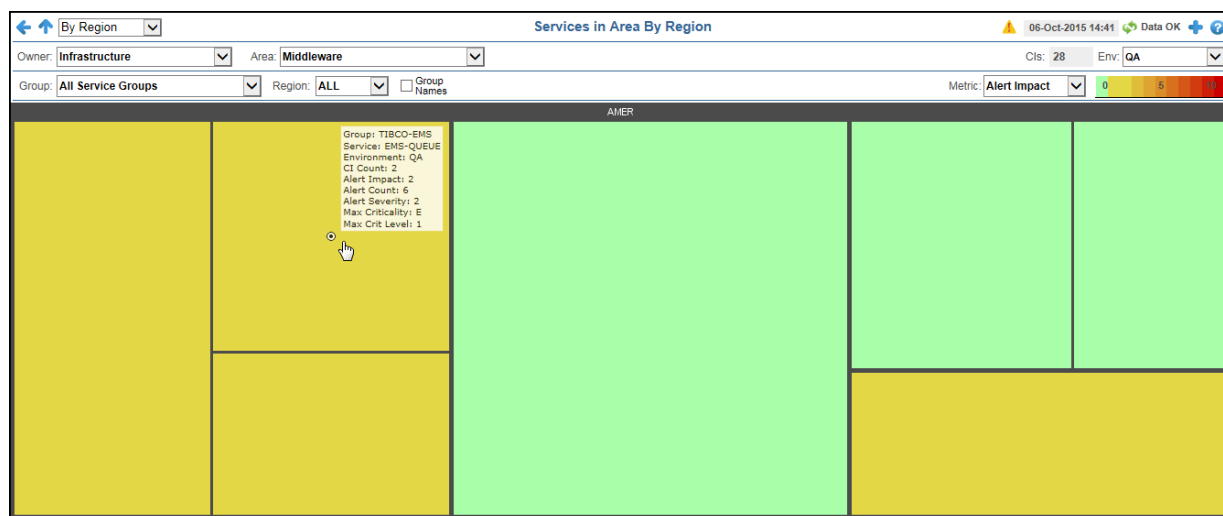 By Region
Services in Area By Region
06-Oct-2015 14:41 Data OK
Owner: Infrastructure Area: Middleware CIs: 28 Env: QA
Group: All Service Groups Region: ALL Group Names Metric: Alert Impact 0 5 10
AMER
Group: TIBCO-EMS
Service: EMS-QUEUE
Environment: QA
CI Count: 2
Alert Impact: 2
Alert Count: 6
Alert Severity: 2
Max Criticality: E
Max Crit Level: 1